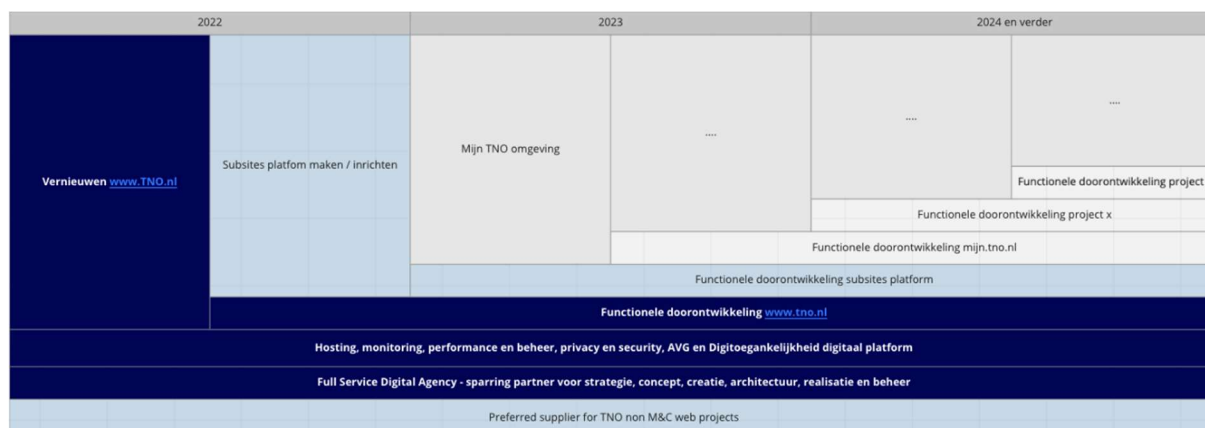 2022
2023
2024 en verder
Vernieuwen www.TNO.nl
Subsites platfom maken / inrichten
Mijn TNO omgeving
....
....
....
Functionele doorontwikkeling project
Functionele doorontwikkeling project x
Functionele doorontwikkeling mijn.tno.nl
Functionele doorontwikkeling subsites platform
Functionele doorontwikkeling www.tno.nl
Hosting, monitoring, performance en beheer, privacy en security, AVG en Digitoegankelijkheid digitaal platform
Full Service Digital Agency - sparring partner voor strategie, concept, creatie, architectuur, realisatie en beheer
Preferred supplier for TNO non M&C web projects